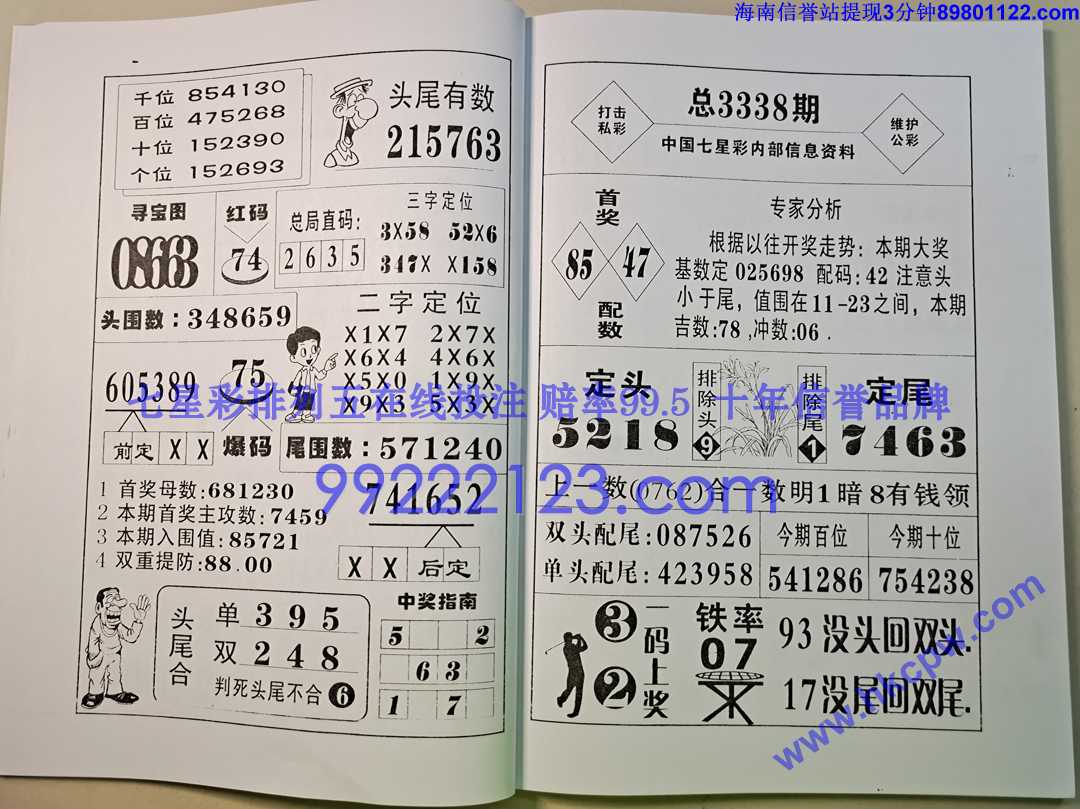 海南信誉站提现3分钟89801122.com
千位 854130
百位 475268
十位 152390
个位 152693
头尾有数
215763
寻宝图
08663
红码
74
总局直码:
2 6 3 5
三字定位
3X58 52X6
347X X158
头围数:348659
二字定位
X1X7 2X7X
X6X4 4X6X
X5X0 1X9X
X9X3 5X3X
605389
75
前定 X X
爆码
尾围数:571240
七星彩排列五在线投注 赔率99.5 十年信誉品牌
99222123.com
1 首奖母数:681230
2 本期首奖主攻数:7459
3 本期入围值:85721
4 双重提防:88.00
741652
X X 后定
头尾合
单 3 9 5
双 2 4 8
判死头尾不合6
中奖指南
5 2
6 3
1 7
打击
私彩
总3338期
中国七星彩内部信息资料
维护
公彩
首奖
85 47
配数
专家分析
根据以往开奖走势:本期大奖
基数定 025698 配码:42 注意头
小于尾,值围在11-23之间,本期
吉数:78,冲数:06.
定头
5218
排除头9
排除尾1
定尾
7463
上一数(0762)合一数明1暗8有钱领
双头配尾:087526
单头配尾:423958
今期百位
541286
今期十位
754238
3
2
一码上奖
铁率
07
93没头回双头.
17没尾回双尾.
www.hkcpw.com